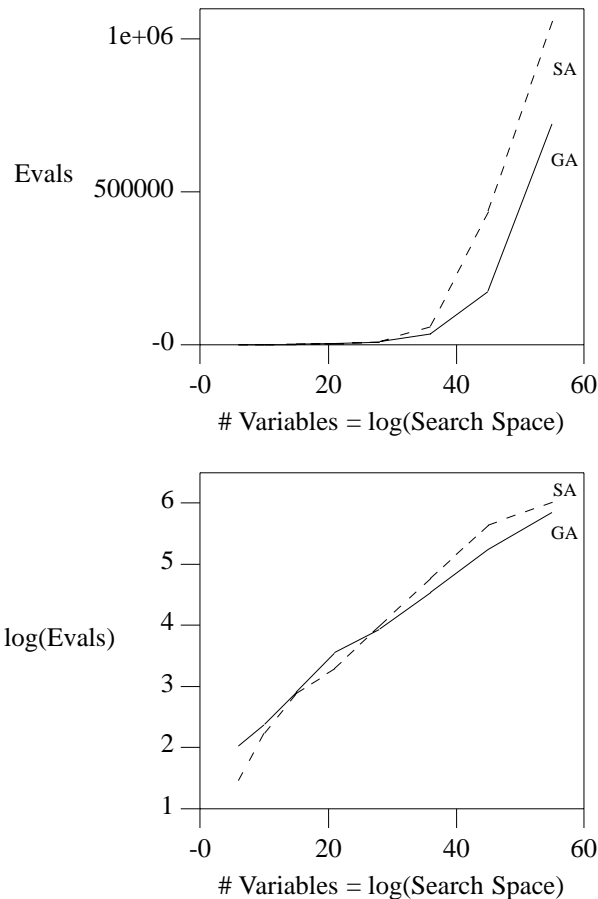 1e+06
SA
GA
Evals
500000
-0
-0 20 40 60
# Variables = log(Search Space)
6
SA
GA
5
4
log(Evals)
3
2
1
-0 20 40 60
# Variables = log(Search Space)